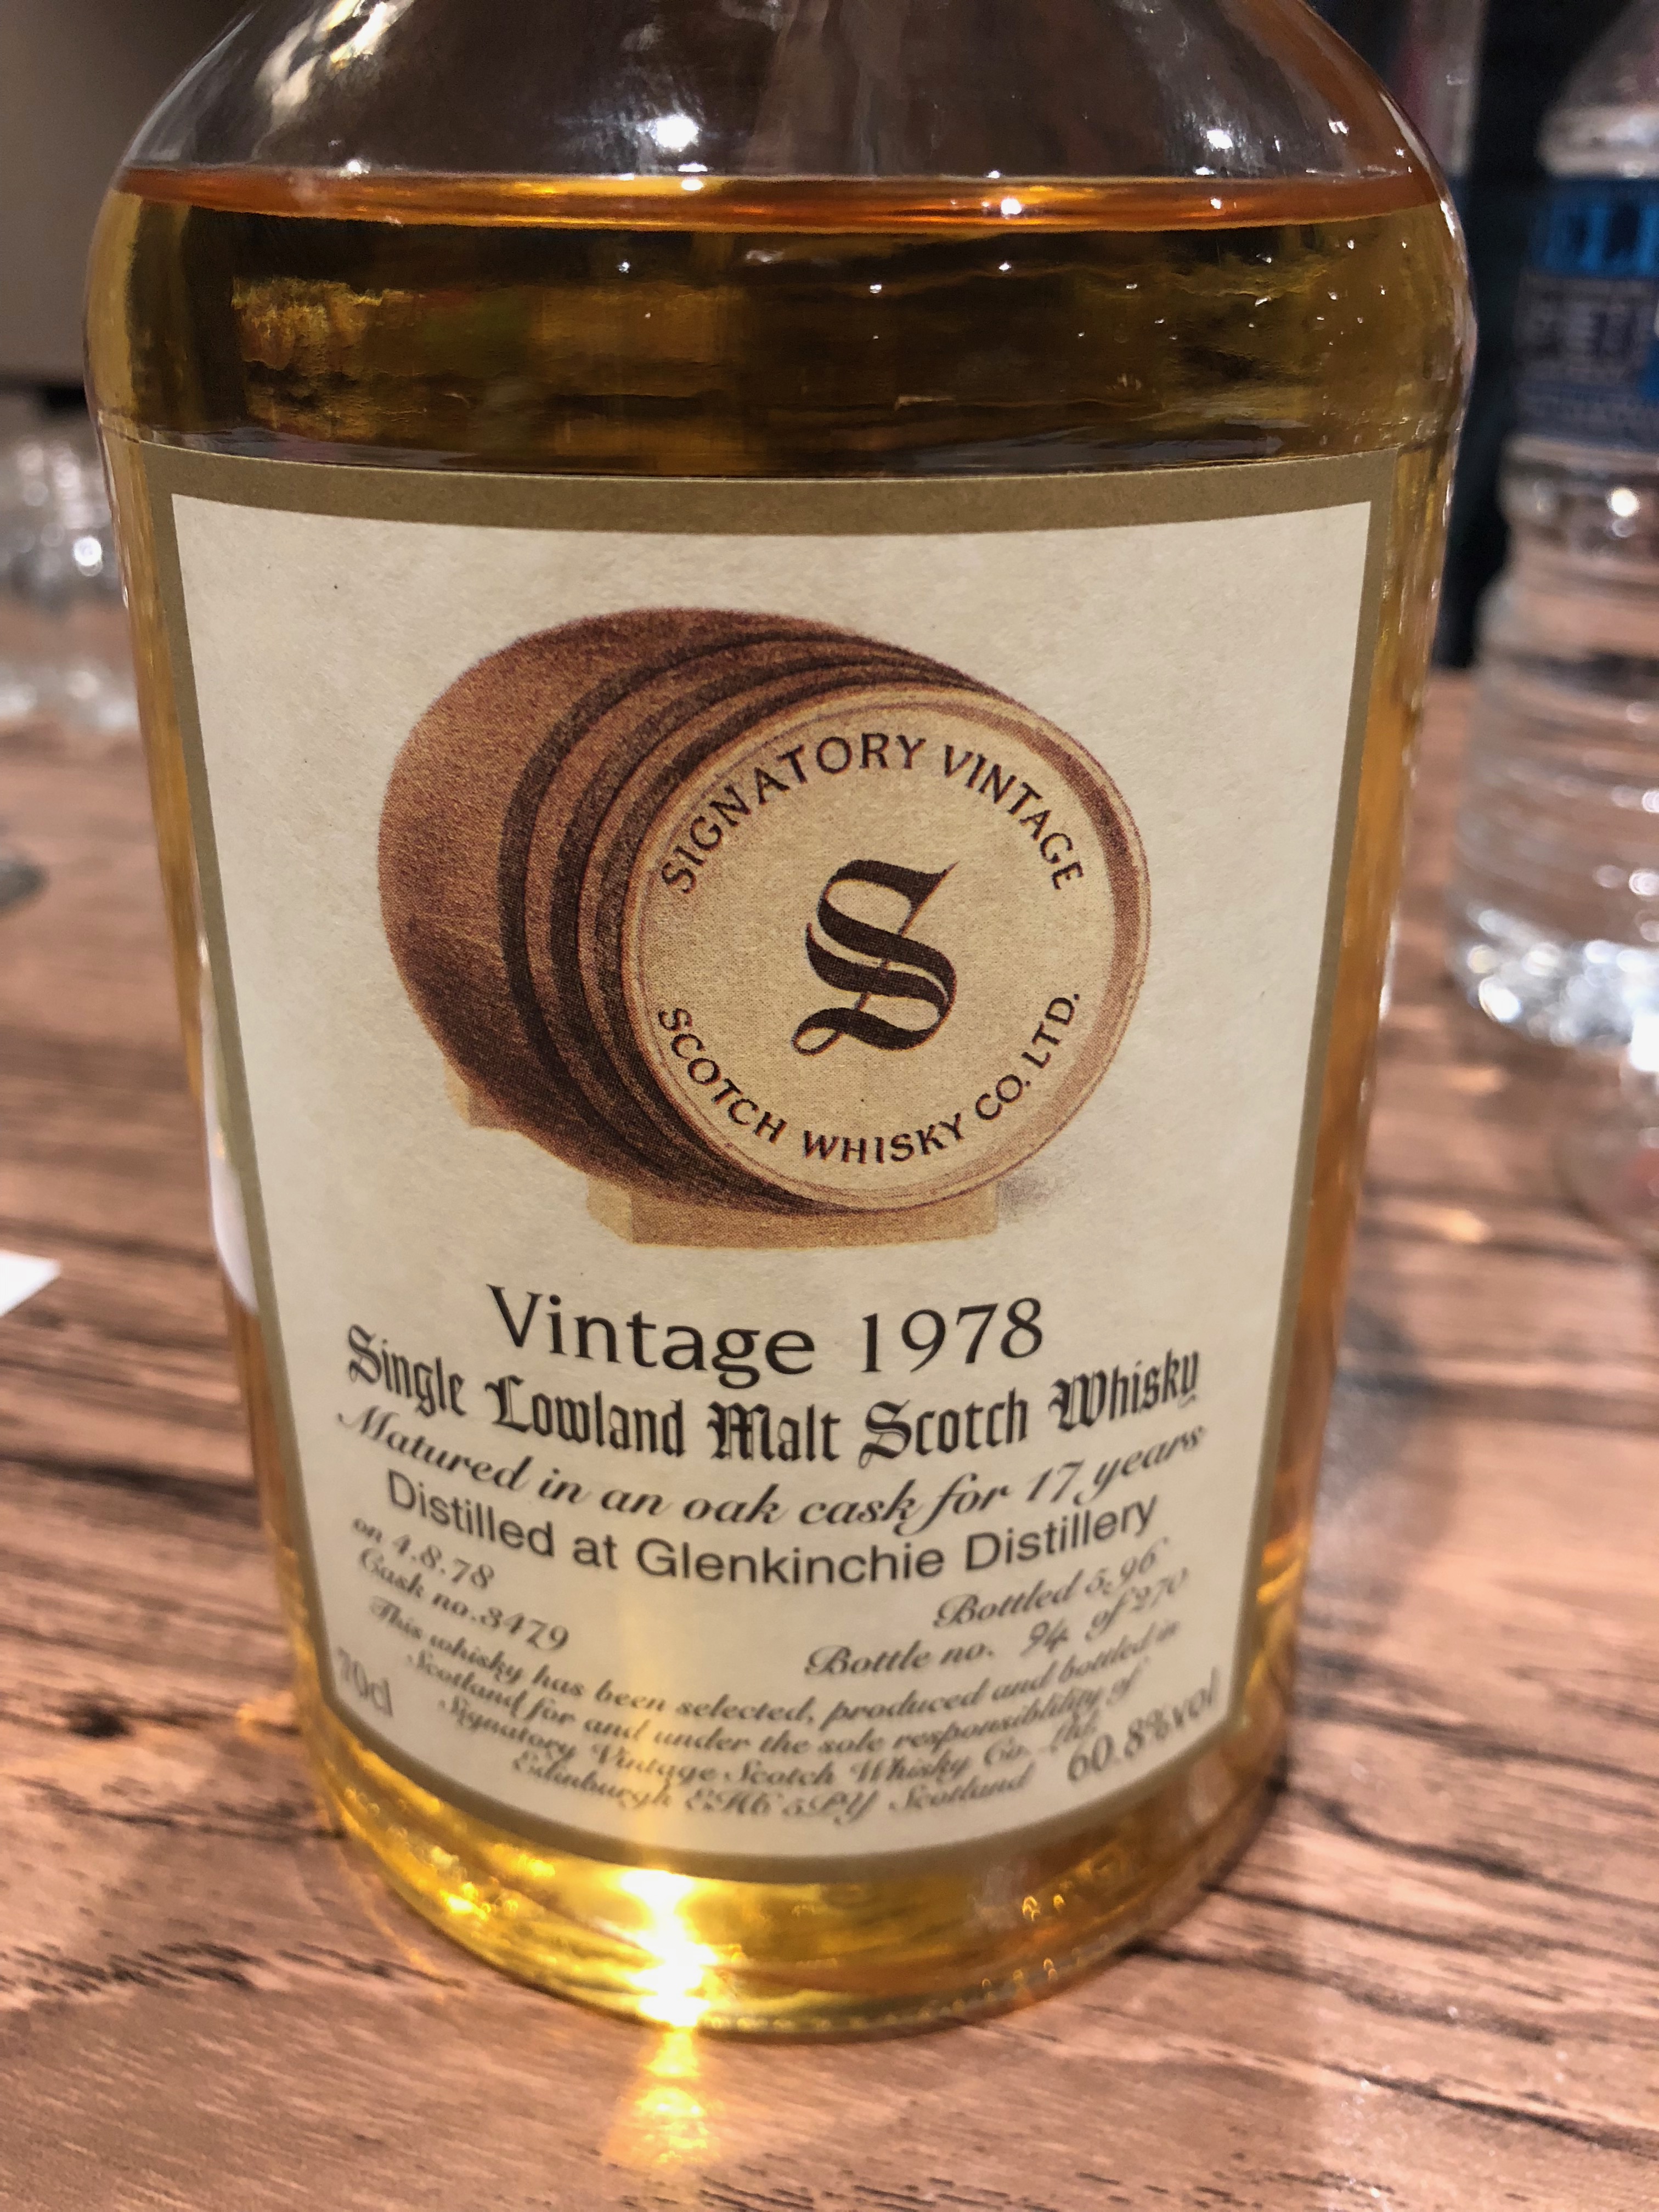 SIGNATORY VINTAGE
S
SCOTCH WHISKY CO. LTD.
Vintage 1978
Single Lowland Malt Scotch Whisky
Matured in an oak cask for 17 years
Distilled at Glenkinchie Distillery
on 4.8.78
Bottled 5.96
Cask no.3479
Bottle no. 94 of 270
This whisky has been selected, produced and bottled in
Scotland for and under the sole responsiblility of
Signatory Vintage Scotch Whisky Co. Ltd.
Edinburgh EH6 5PY Scotland
70cl
60.8%vol